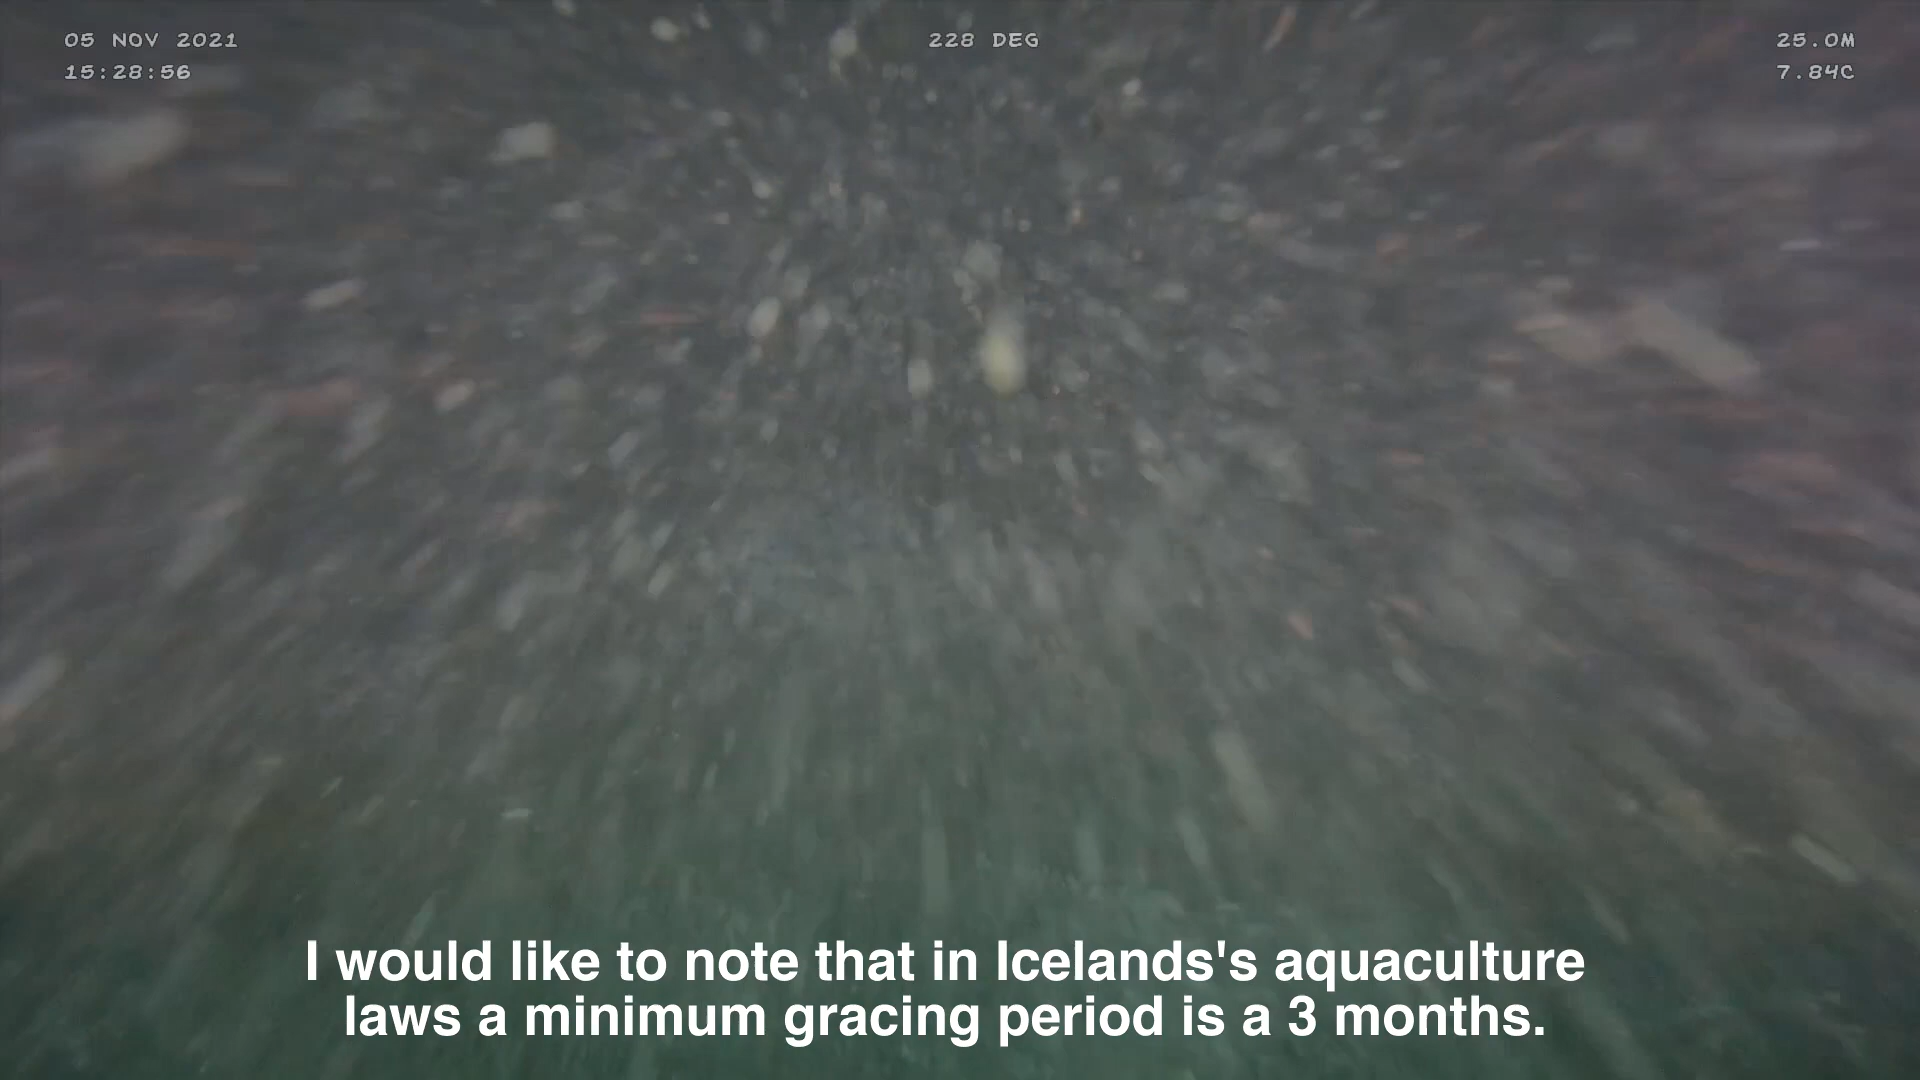 05 NOV 2021
15:28:56
228 DEG
25.0M
7.84C
I would like to note that in Icelands's aquaculture
laws a minimum gracing period is a 3 months.